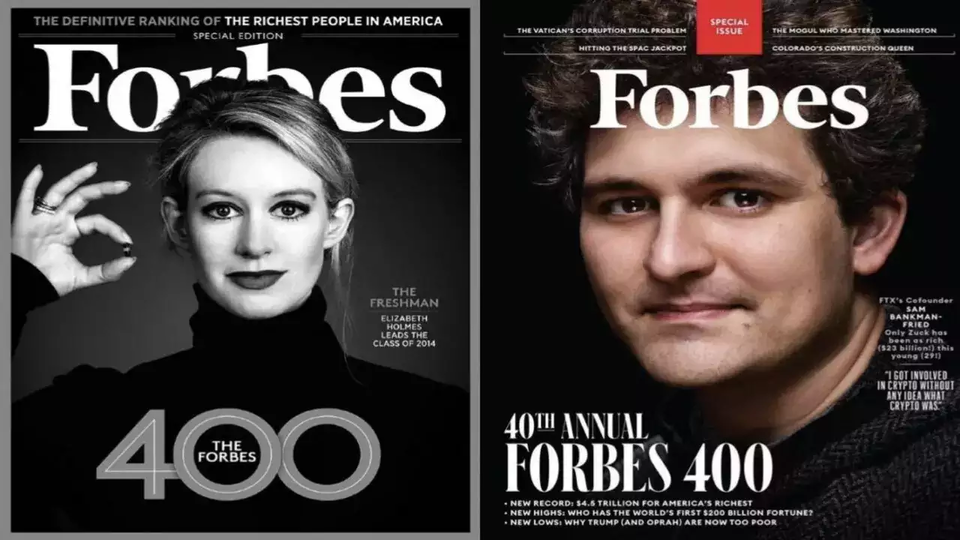 THE DEFINITIVE RANKING OF THE RICHEST PEOPLE IN AMERICA
SPECIAL EDITION
Forbes
THE
FRESHMAN
ELIZABETH
HOLMES
LEADS THE
CLASS OF 2014
400
THE
FORBES
SPECIAL
ISSUE
THE VATICAN'S CORRUPTION TRIAL PROBLEM
HITTING THE SPAC JACKPOT
THE MOGUL WHO MASTERED WASHINGTON
COLORADO'S CONSTRUCTION QUEEN
Forbes
FTX's Cofounder
SAM
BANKMAN-
FRIED
Only Zuck has
been as rich
($23 billion!) this
young (29!)
"I GOT INVOLVED
IN CRYPTO WITHOUT
ANY IDEA WHAT
CRYPTO WAS."
40TH ANNUAL
FORBES 400
• NEW RECORD: $4.5 TRILLION FOR AMERICA'S RICHEST
• NEW HIGHS: WHO HAS THE WORLD'S FIRST $200 BILLION FORTUNE?
• NEW LOWS: WHY TRUMP (AND OPRAH) ARE NOW TOO POOR